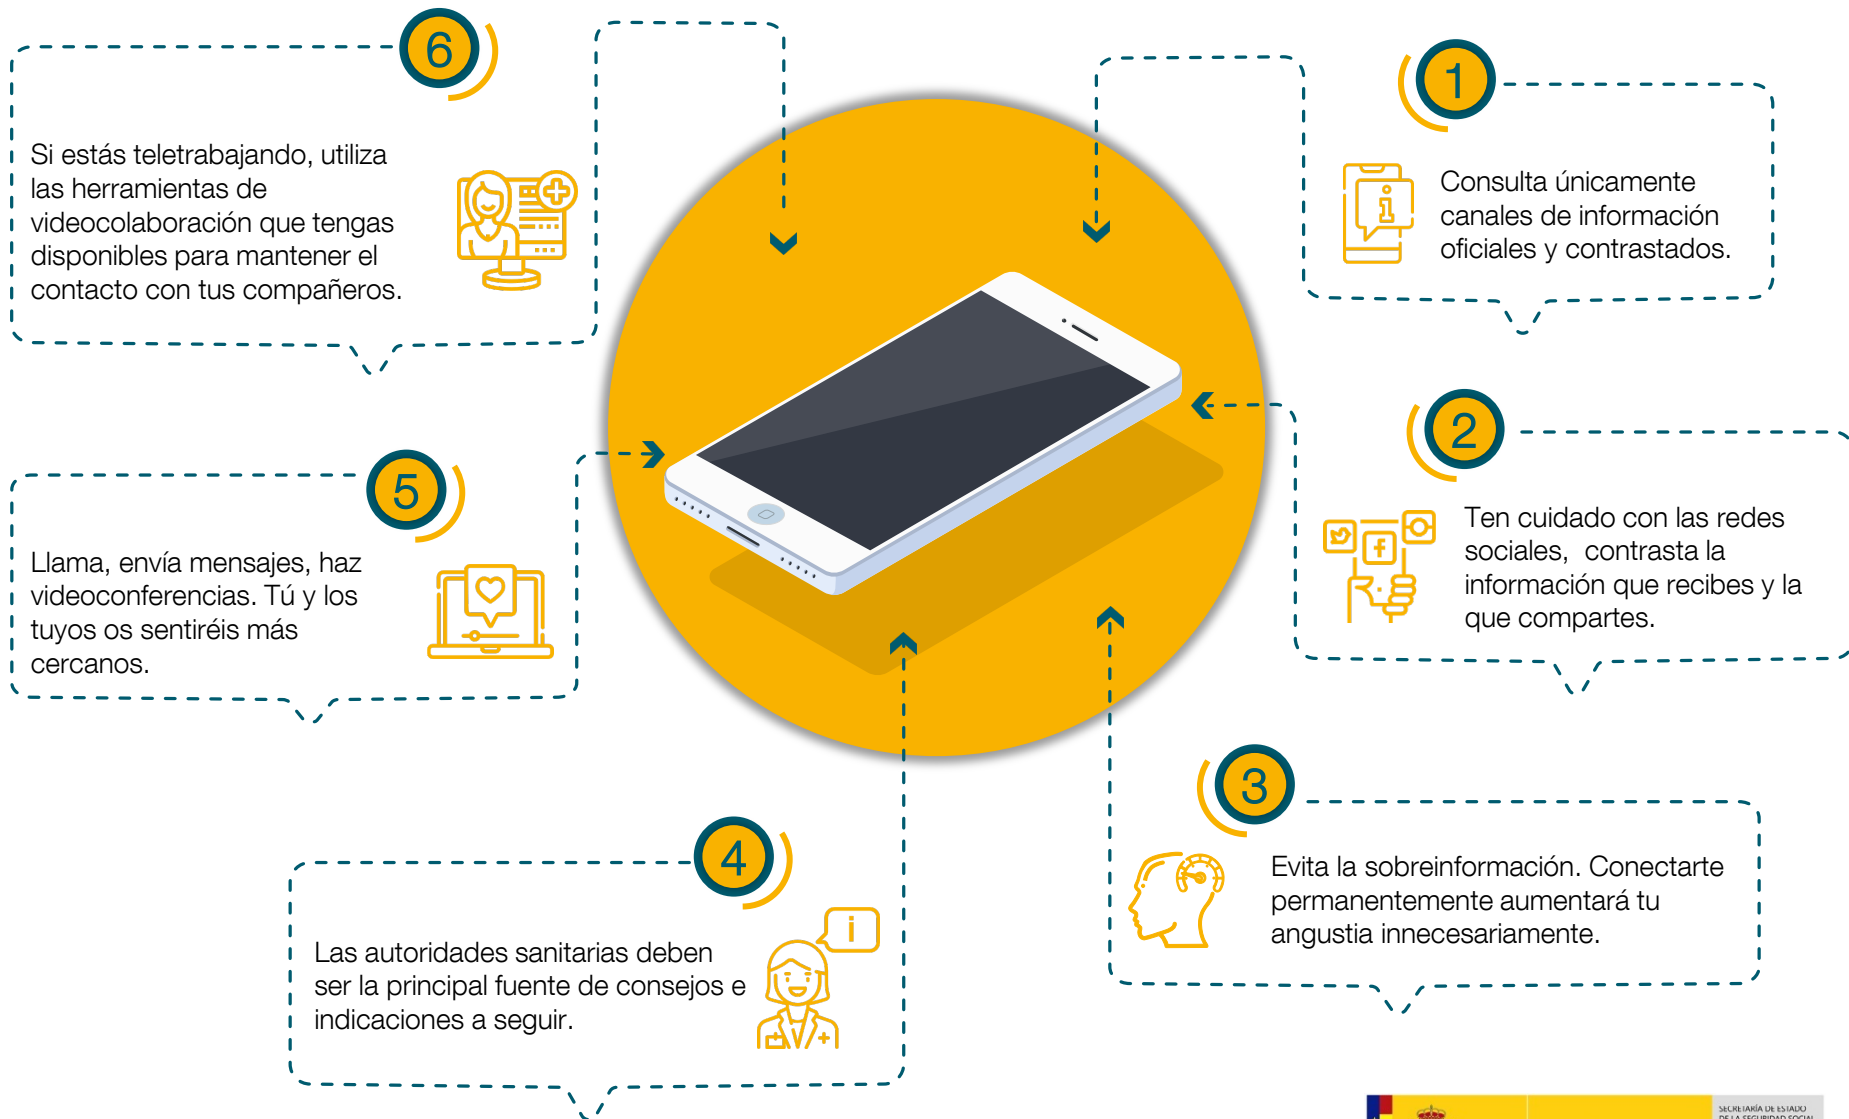 1
Consulta únicamente
canales de información
oficiales y contrastados.
2
Ten cuidado con las redes
sociales,  contrasta la
información que recibes y la
que compartes.
3
Evita la sobreinformación. Conectarte
permanentemente aumentará tu
angustia innecesariamente.
4
Las autoridades sanitarias deben
ser la principal fuente de consejos e
indicaciones a seguir.
5
Llama, envía mensajes, haz
videoconferencias. Tú y los
tuyos os sentiréis más
cercanos.
6
Si estás teletrabajando, utiliza
las herramientas de
videocolaboración que tengas
disponibles para mantener el
contacto con tus compañeros.
SECRETARÍA DE ESTADO
DE LA SEGURIDAD SOCIAL